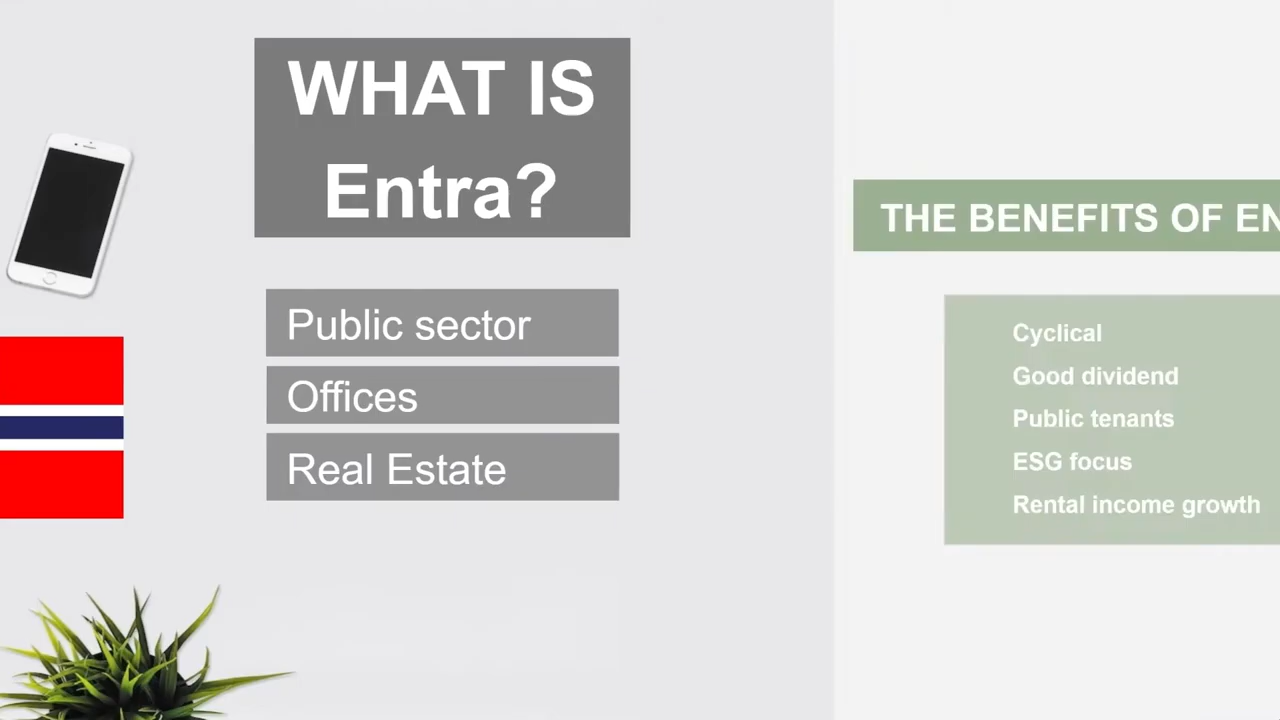 WHAT IS
Entra?
Public sector
Offices
Real Estate
THE BENEFITS OF
Cyclical
Good dividend
Public tenants
ESG focus
Rental income growth